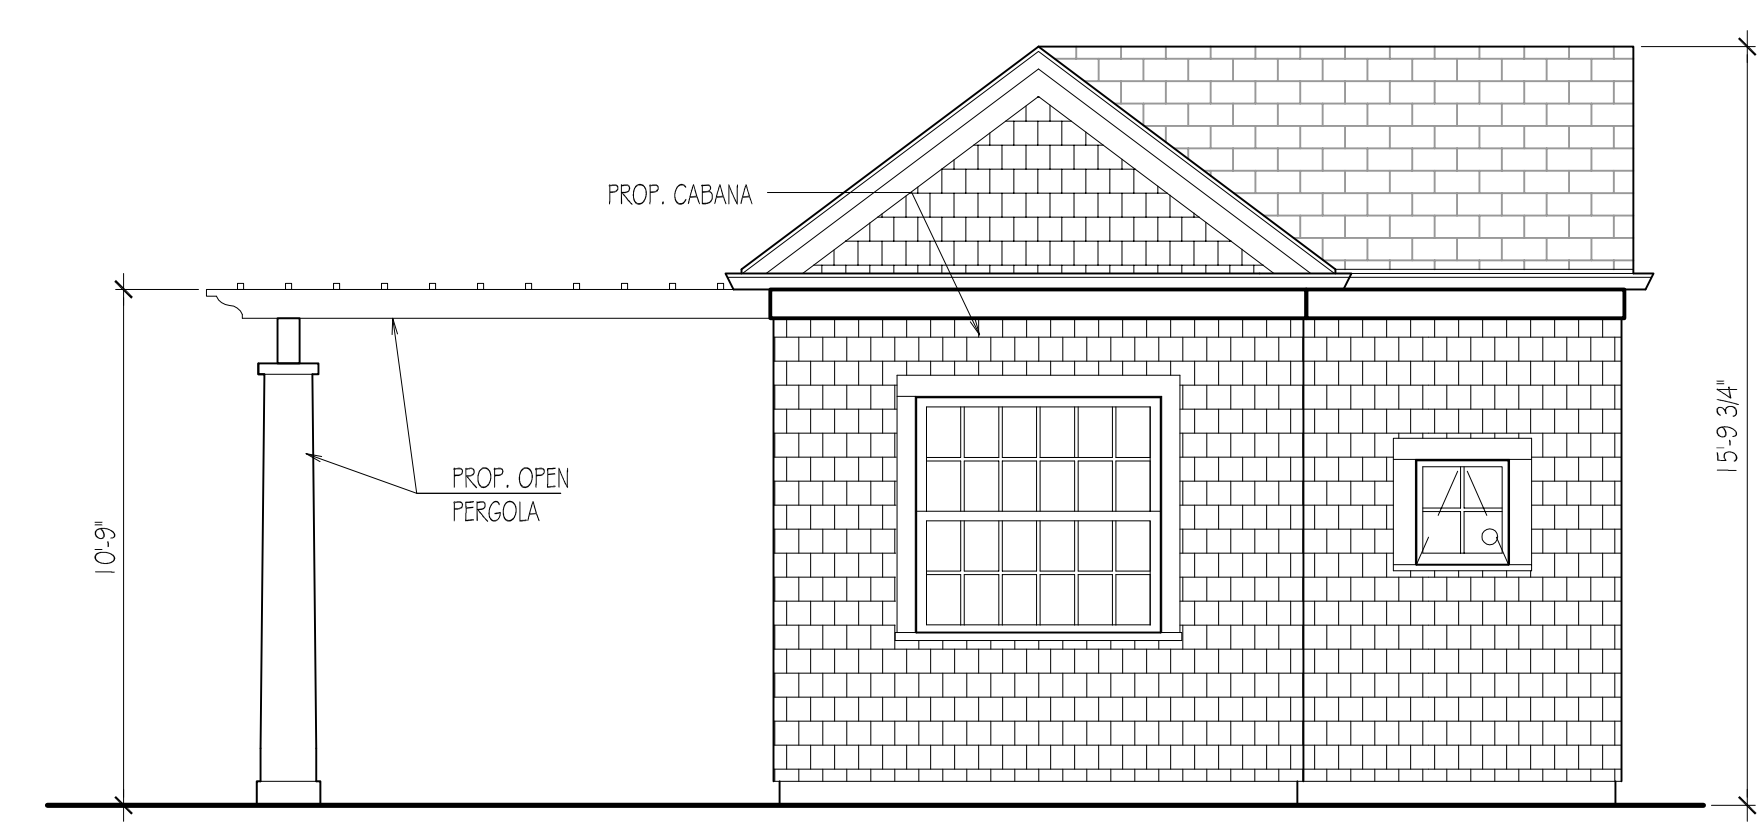 PROP. CABANA
PROP. OPEN
PERGOLA
10'-9"
15'-9 3/4"